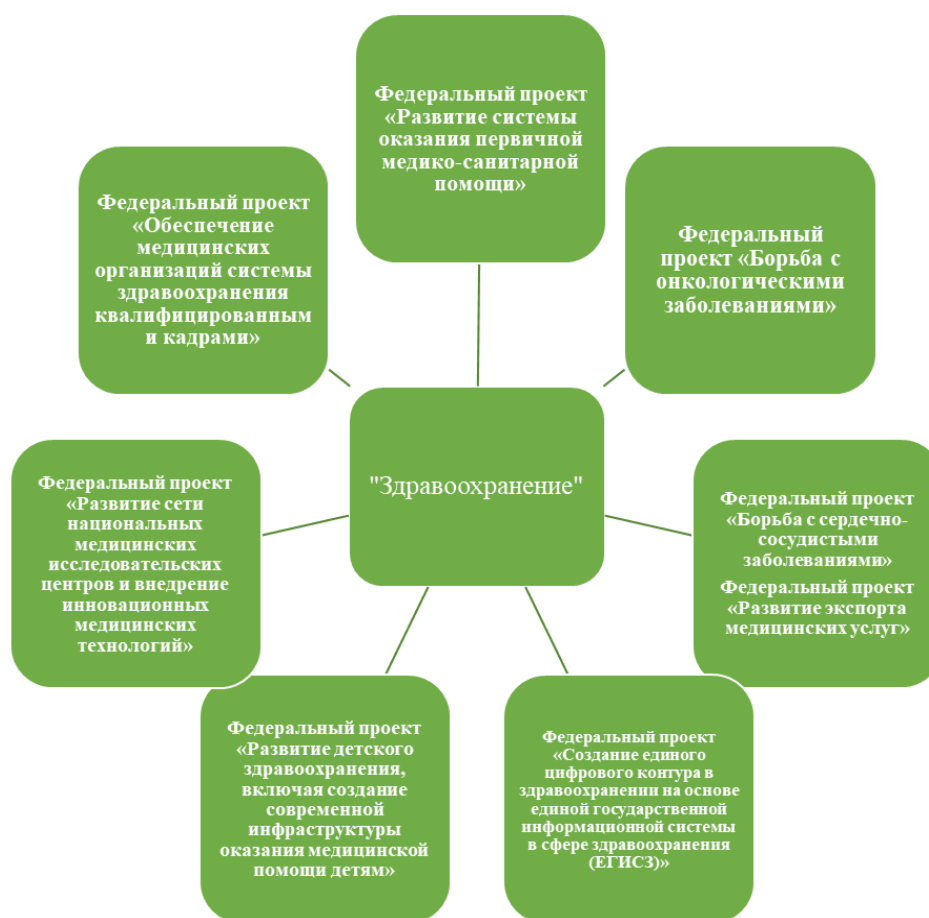 Федеральный проект
«Развитие системы
оказания первичной
медико-санитарной
помощи»
Федеральный
проект «Борьба с
онкологическими
заболеваниями»
Федеральный проект
«Борьба с сердечно-
сосудистыми
заболеваниями»
Федеральный проект
«Развитие экспорта
медицинских услуг»
Федеральный проект
«Создание единого
цифрового контура в
здравоохранении на основе
единой государственной
информационной системы
в сфере здравоохранения
(ЕГИСЗ)»
Федеральный проект
«Развитие детского
здравоохранения,
включая создание
современной
инфраструктуры
оказания медицинской
помощи детям»
Федеральный проект
«Развитие сети
национальных
медицинских
исследовательских
центров и внедрение
инновационных
медицинских
технологий»
Федеральный проект
«Обеспечение
медицинских
организаций системы
здравоохранения
квалифицированным
и кадрами»
"Здравоохранение"